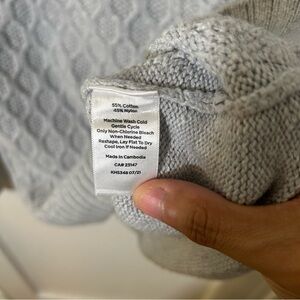 55% Cotton
45% Nylon
Machine Wash Cold
Gentle Cycle
Only Non-Chlorine Bleach
When Needed
Reshape, Lay Flat To Dry
Cool Iron If Needed
Made in Cambodia
CA# 23147
KHS348 07/21